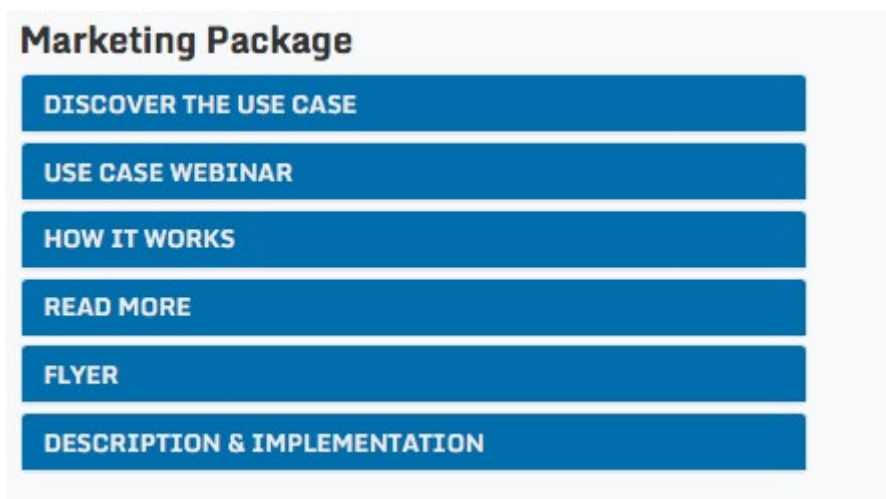 Marketing Package
DISCOVER THE USE CASE
USE CASE WEBINAR
HOW IT WORKS
READ MORE
FLYER
DESCRIPTION & IMPLEMENTATION